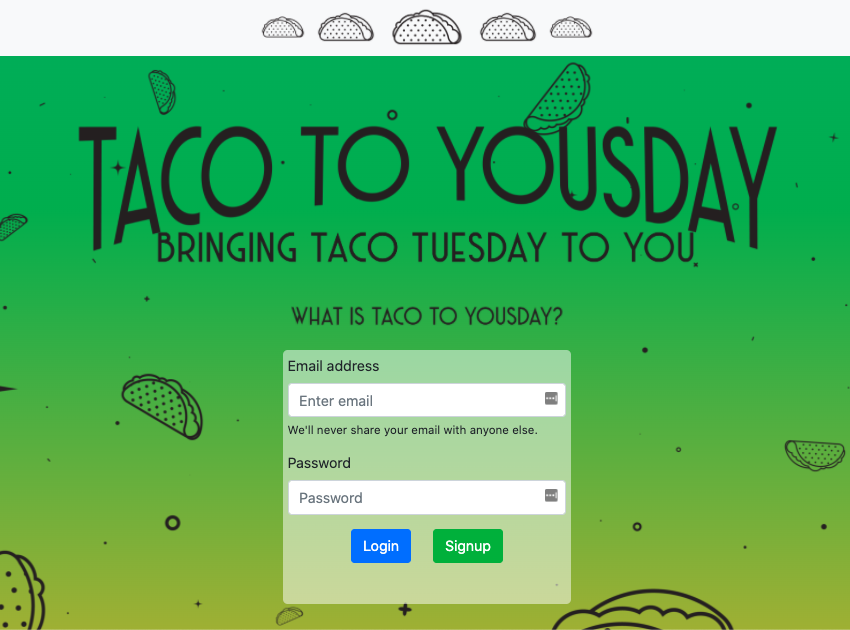 TACO TO YOUSDAY
BRINGING TACO TUESDAY TO YOU
WHAT IS TACO TO YOUSDAY?
Email address
Enter email
We'll never share your email with anyone else.
Password
Password
Login Signup